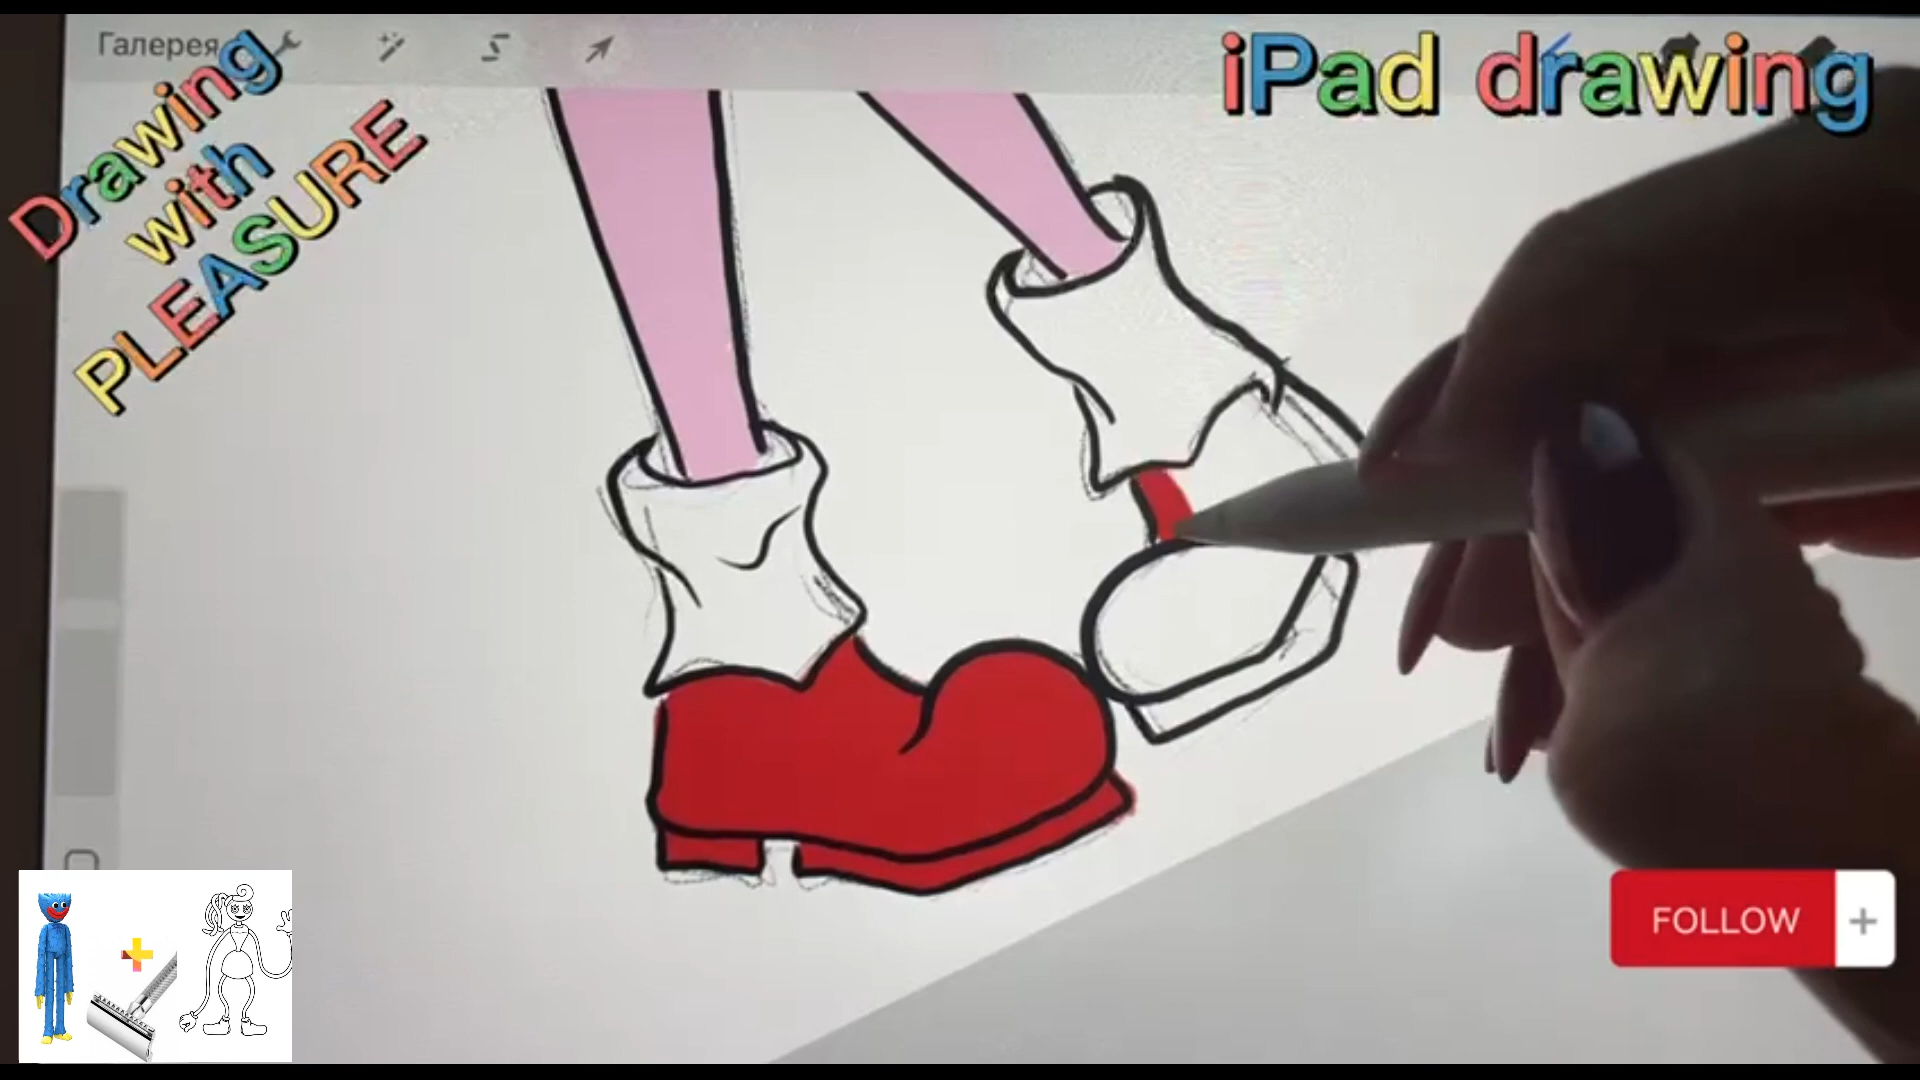 Галерея
Drawing
with
PLEASURE
iPad drawing
FOLLOW +